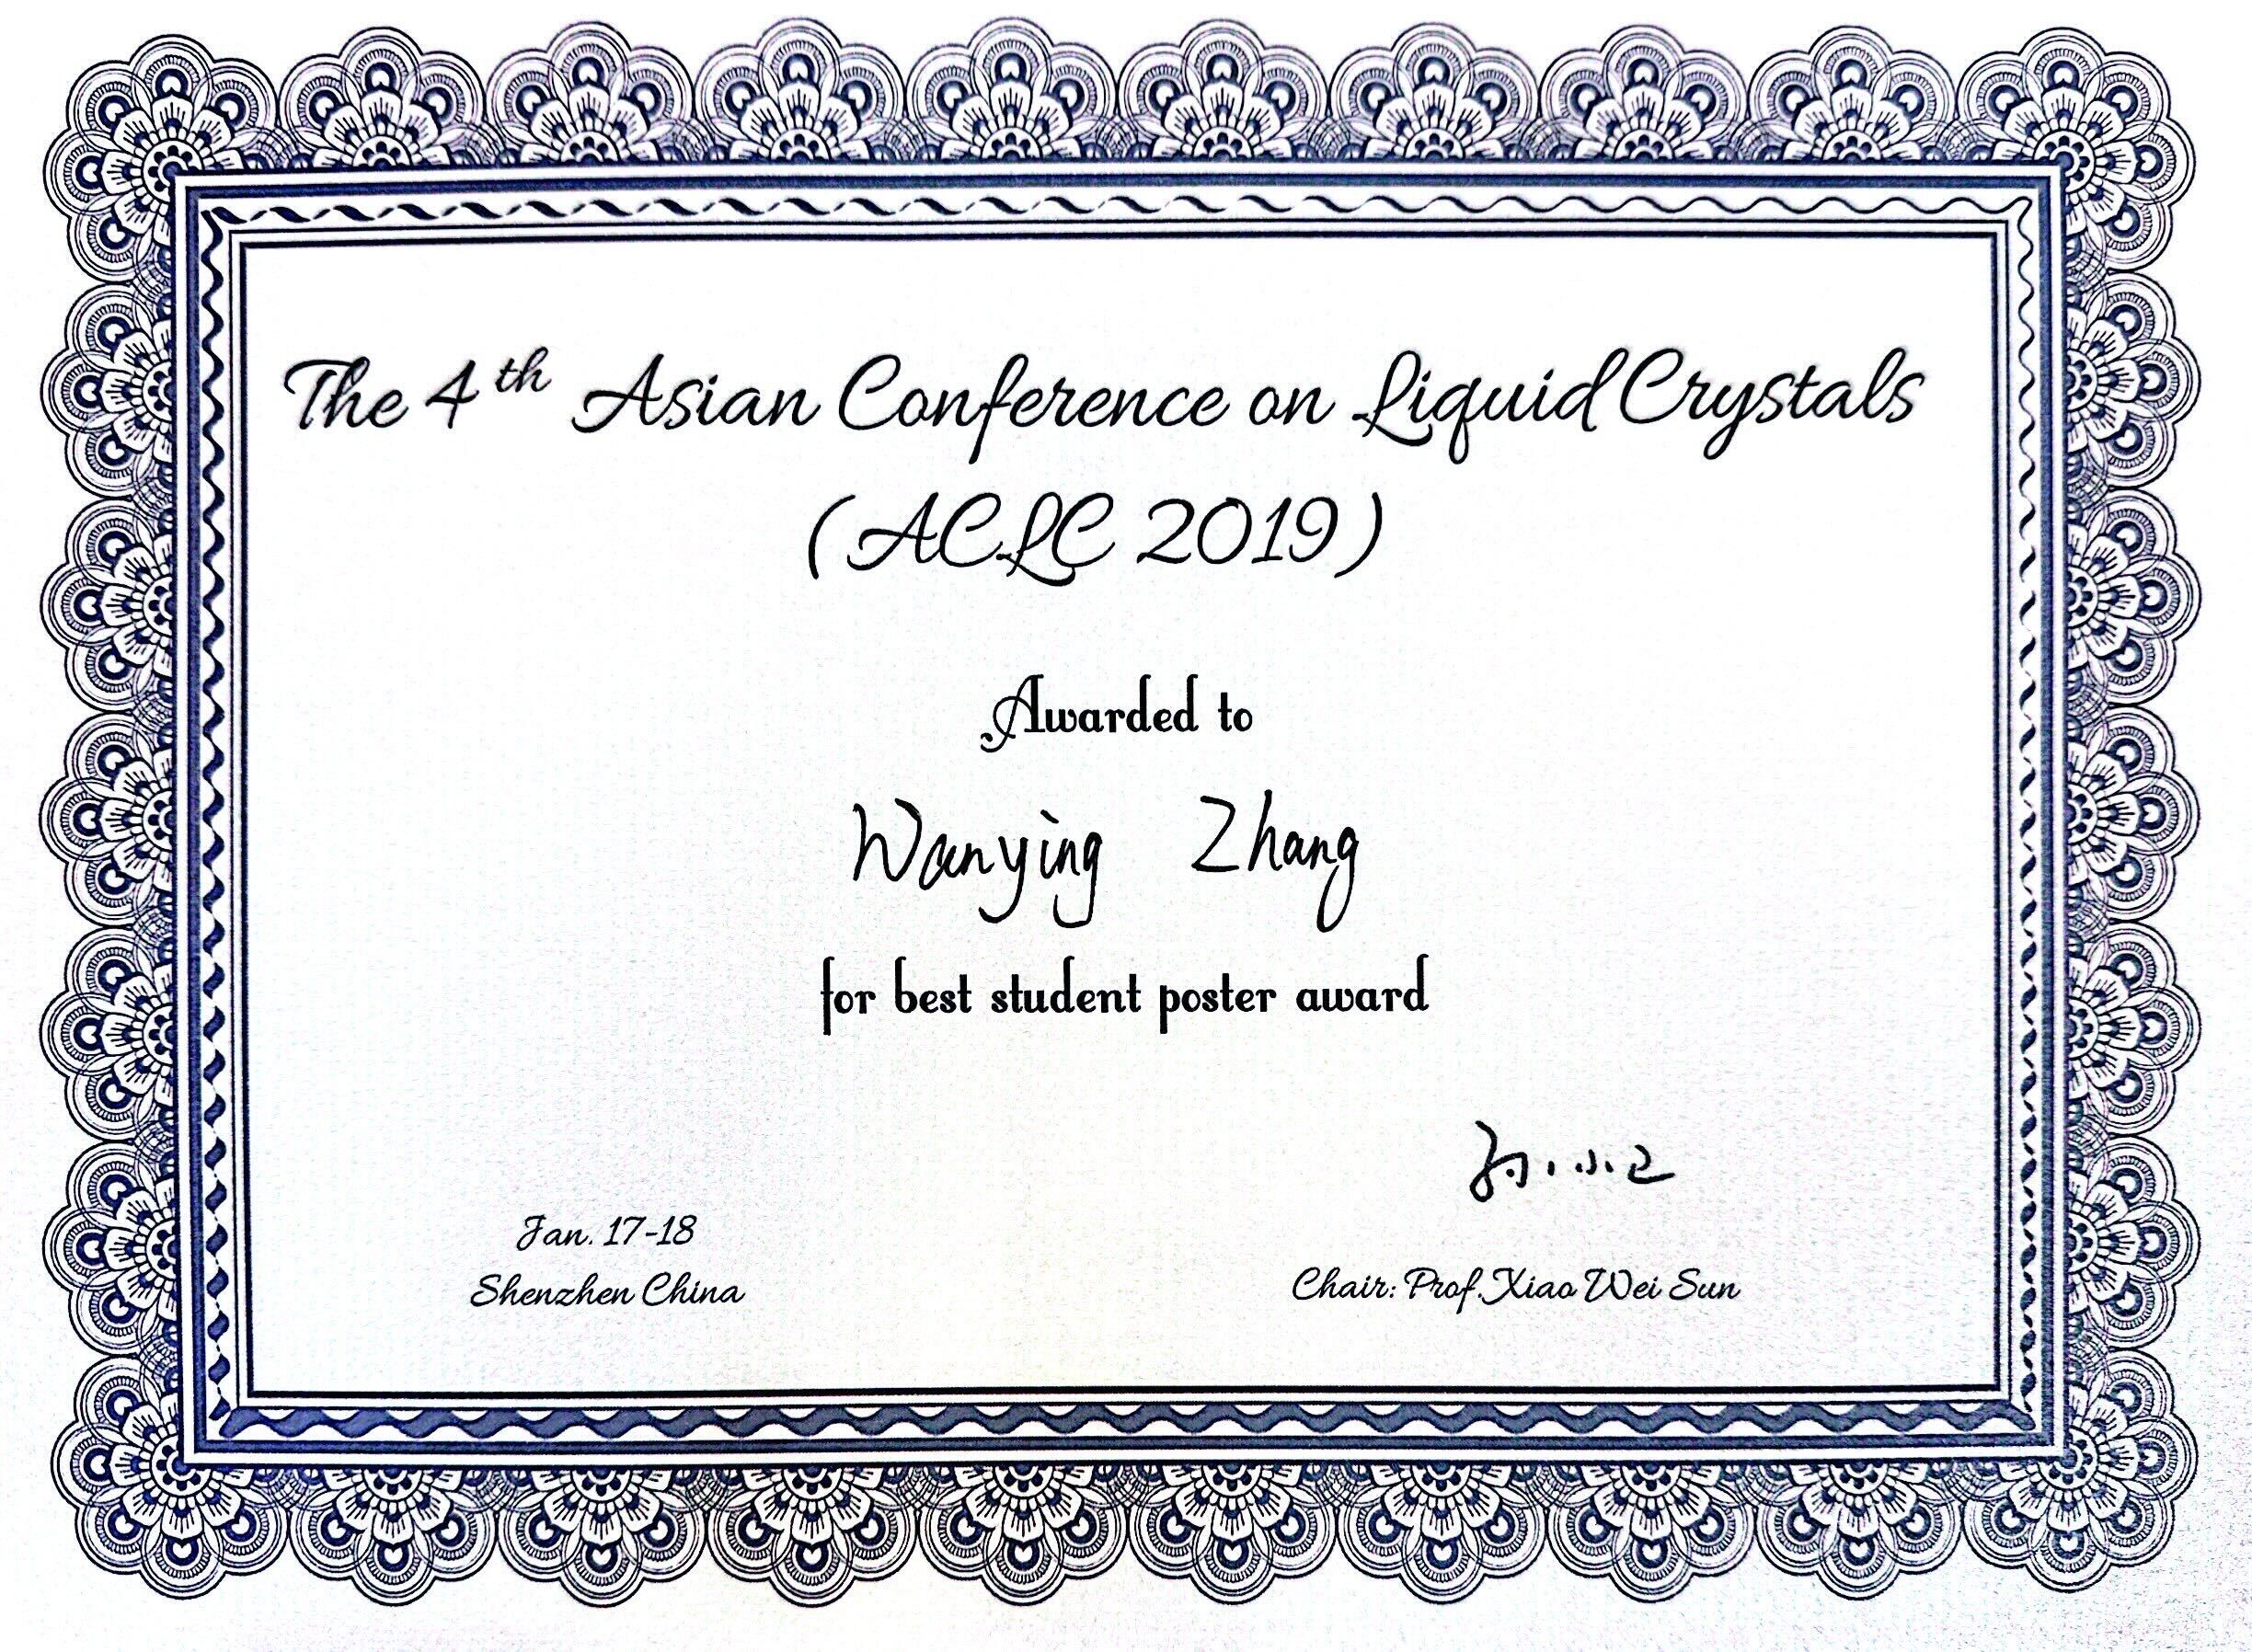 The 4th Asian Conference on Liquid Crystals
(ACLC 2019)
Awarded to
Wanying Zhang
for best student poster award
Jan. 17-18
Shenzhen China
Chair: Prof. Xiao Wei Sun